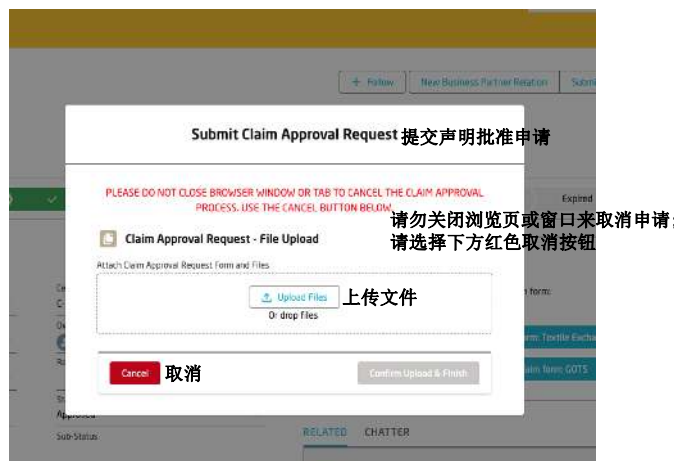 + Follow
New Business Partner Relation
Submit Claim Approval Request 提交声明批准申请
PLEASE DO NOT CLOSE BROWSER WINDOW OR TAB TO CANCEL THE CLAIM APPROVAL
PROCESS. USE THE CANCEL BUTTON BELOW.
Expired
请勿关闭浏览页或窗口来取消申请;
请选择下方红色取消按钮
Claim Approval Request - File Upload
Attach Claim Approval Request Form and Files
Upload Files 上传文件
Or drop files
form:
Cancel 取消
Confirm Upload & Finish
Approved
Sub-Status
RELATED CHATTER